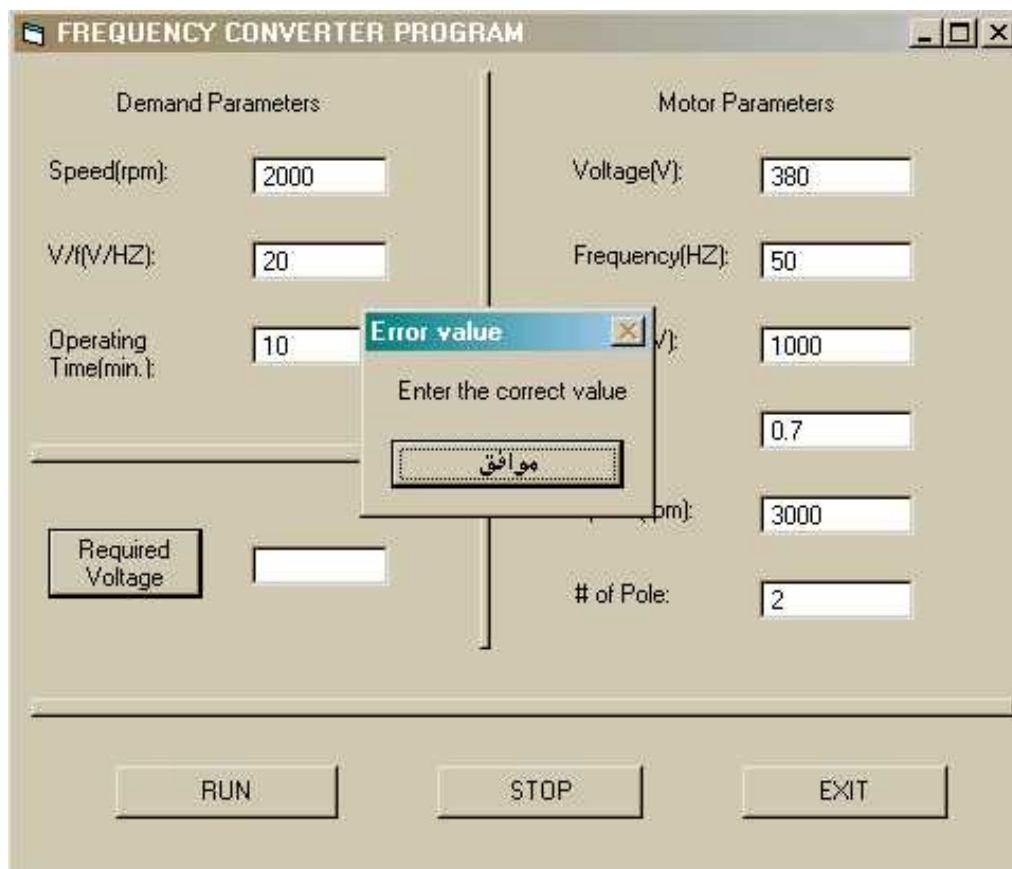 FREQUENCY CONVERTER PROGRAM
Demand Parameters
Speed(rpm): 2000
V/f(V/HZ): 20
Operating
Time(min.): 10
Required
Voltage
Motor Parameters
Voltage(V): 380
Frequency(HZ): 50
1000
0.7
3000
# of Pole: 2
Error value
Enter the correct value
موافق
RUN
STOP
EXIT